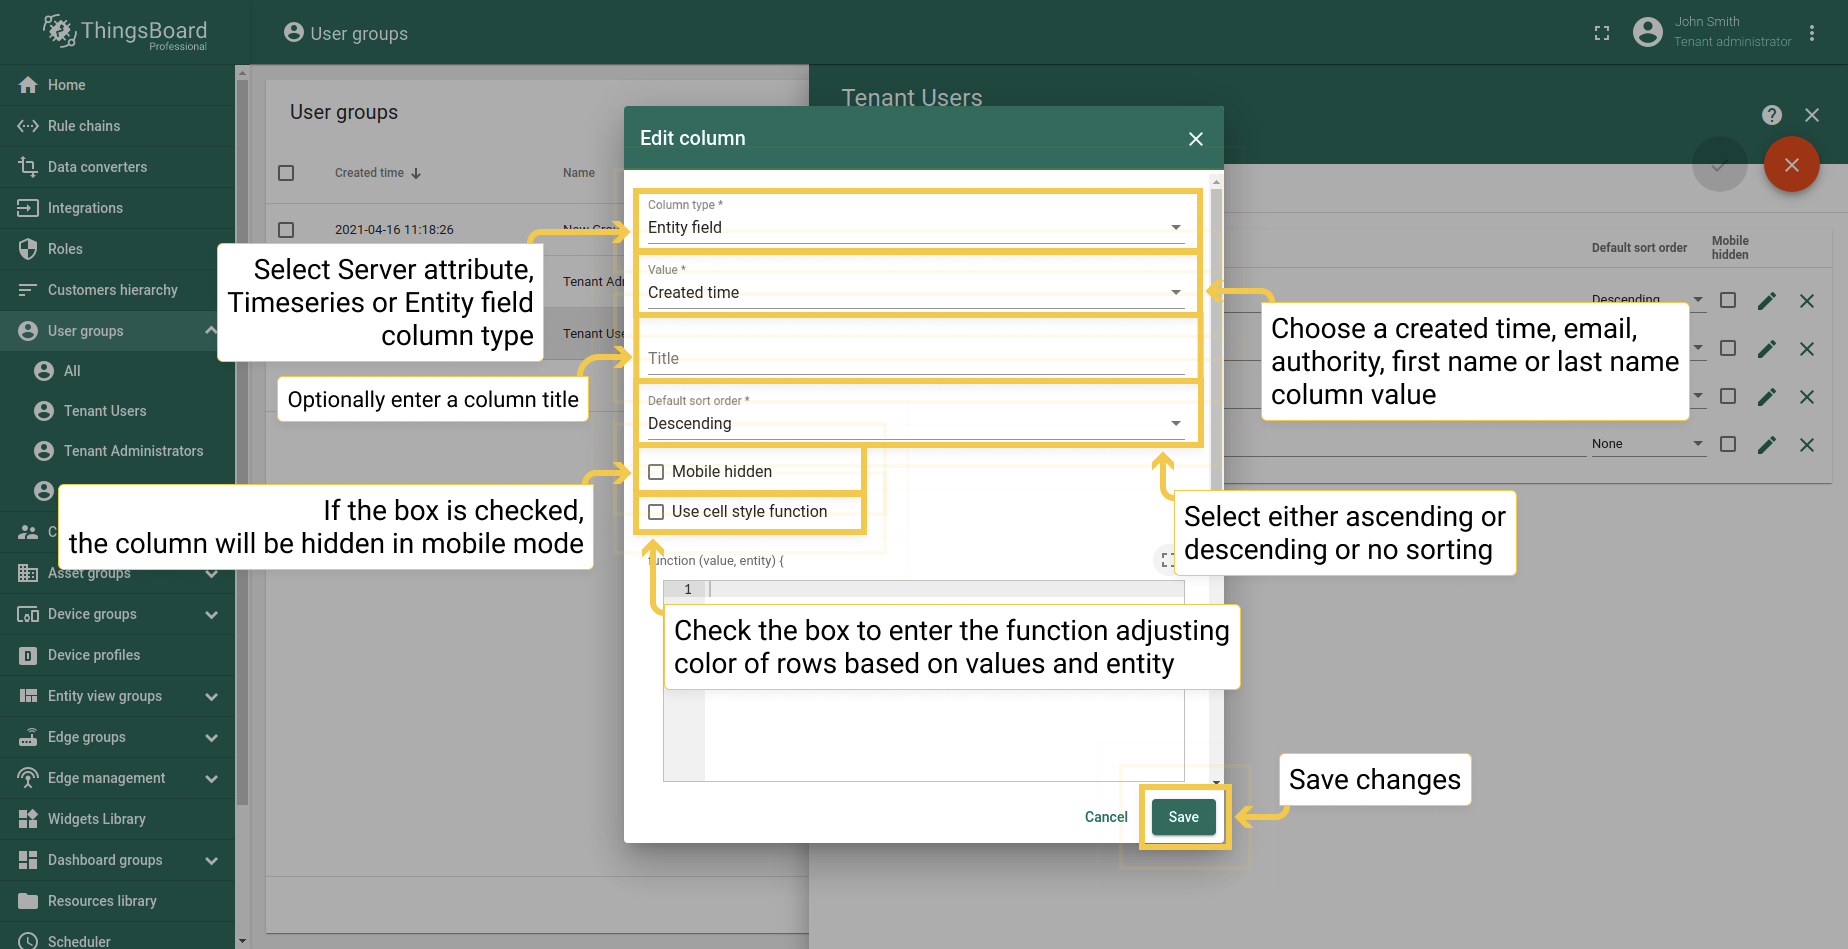 ThingsBoard
Professional
User groups
John Smith
Tenant administrator
Home
Rule chains
Data converters
Integrations
Roles
Customers hierarchy
User groups
All
Tenant Users
Tenant Administrators
Asset groups
Device groups
Device profiles
Entity view groups
Edge groups
Edge management
Widgets Library
Dashboard groups
Resources library
Scheduler
User groups
Created time
Name
2021-04-16 11:18:26
Tenant
Tenant
Tenant Users
Default sort order
Mobile
hidden
Descending
None
Edit column
Column type *
Entity field
Value *
Created time
Title
Default sort order *
Descending
Mobile hidden
Use cell style function
function (value, entity) {
1
Cancel
Save
Select Server attribute,
Timeseries or Entity field
column type
Optionally enter a column title
If the box is checked,
the column will be hidden in mobile mode
Choose a created time, email,
authority, first name or last name
column value
Select either ascending or
descending or no sorting
Check the box to enter the function adjusting
color of rows based on values and entity
Save changes